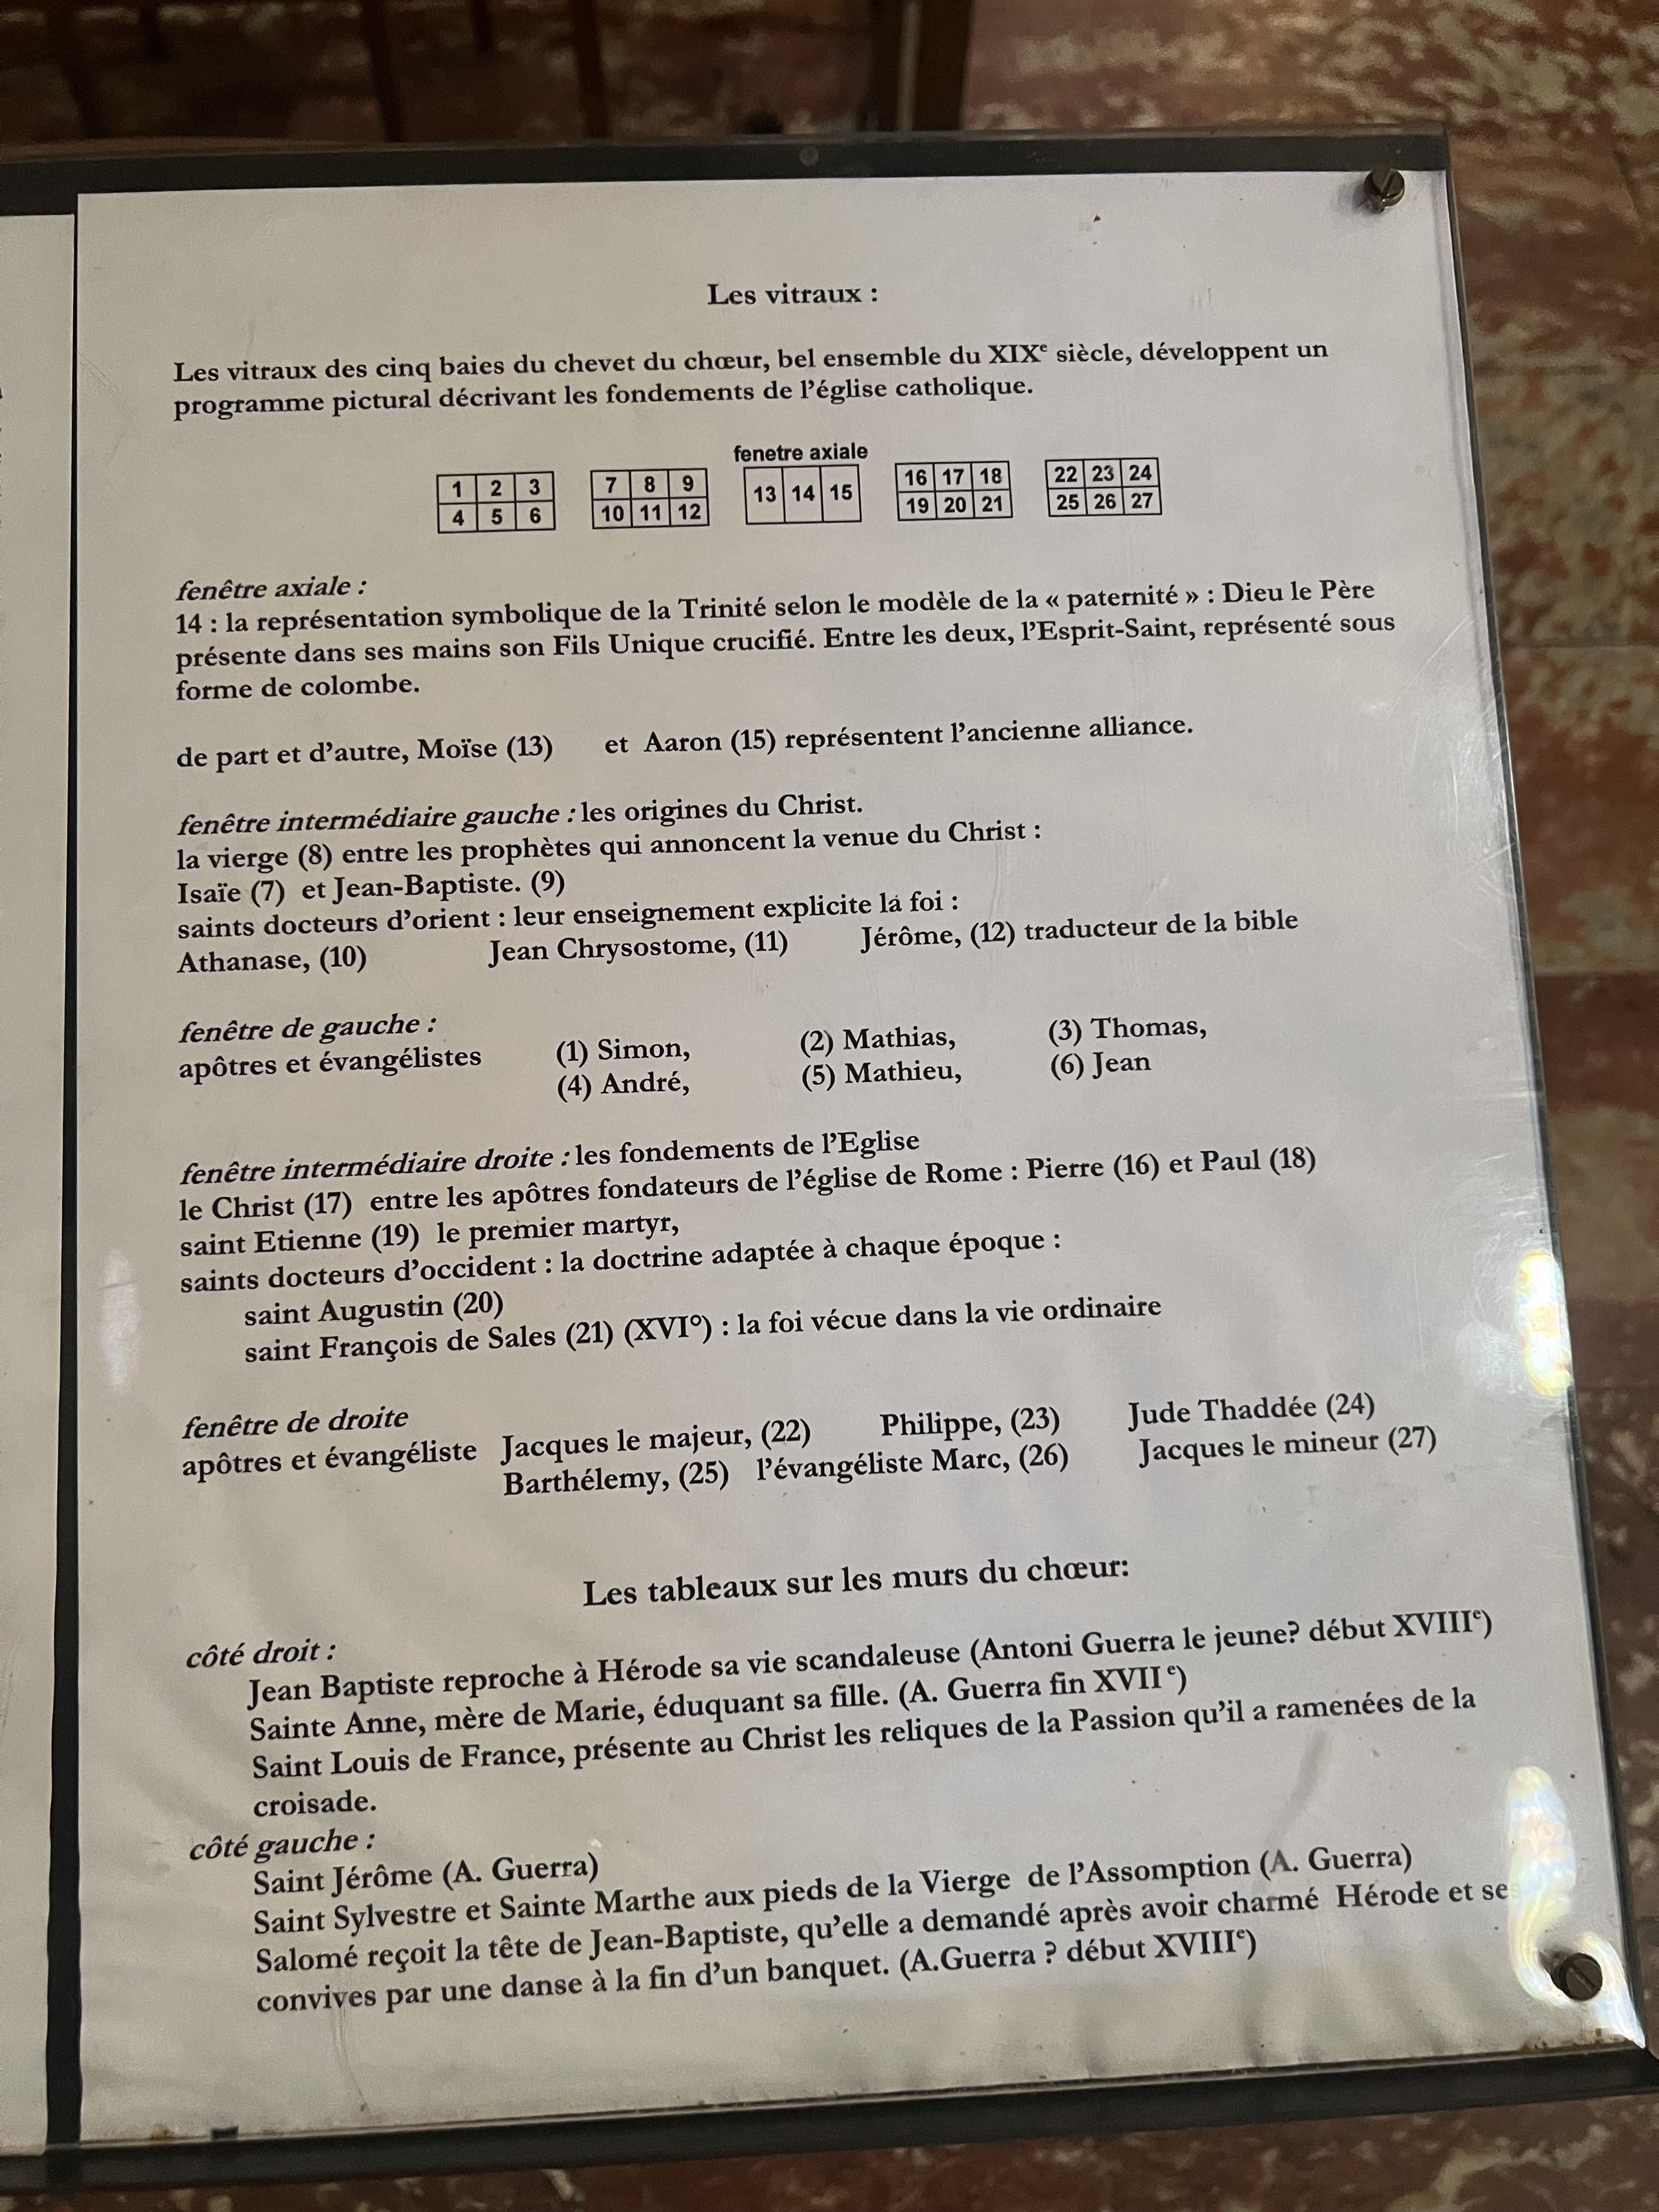 Les vitraux :
Les vitraux des cinq baies du chevet du chœur, bel ensemble du XIXe siècle, développent un
programme pictural décrivant les fondements de l'église catholique.
fenetre axiale
1 2 3 7 8 9 13 14 15 16 17 18 22 23 24
4 5 6 10 11 12 19 20 21 25 26 27
fenêtre axiale :
14 : la représentation symbolique de la Trinité selon le modèle de la « paternité » : Dieu le Père
présente dans ses mains son Fils Unique crucifié. Entre les deux, l'Esprit-Saint, représenté sous
forme de colombe.
de part et d'autre, Moïse (13) et Aaron (15) représentent l'ancienne alliance.
fenêtre intermédiaire gauche : les origines du Christ.
la vierge (8) entre les prophètes qui annoncent la venue du Christ :
Isaïe (7) et Jean-Baptiste. (9)
saints docteurs d'orient : leur enseignement explicite la foi :
Athanase, (10) Jean Chrysostome, (11) Jérôme, (12) traducteur de la bible
fenêtre de gauche :
apôtres et évangélistes (1) Simon, (2) Mathias, (3) Thomas,
(4) André, (5) Mathieu, (6) Jean
fenêtre intermédiaire droite : les fondements de l'Eglise
le Christ (17) entre les apôtres fondateurs de l'église de Rome : Pierre (16) et Paul (18)
saint Etienne (19) le premier martyr,
saints docteurs d'occident : la doctrine adaptée à chaque époque :
saint Augustin (20)
saint François de Sales (21) (XVI°) : la foi vécue dans la vie ordinaire
fenêtre de droite
apôtres et évangéliste Jacques le majeur, (22) Philippe, (23) Jude Thaddée (24)
Barthélemy, (25) l'évangéliste Marc, (26) Jacques le mineur (27)
Les tableaux sur les murs du chœur:
côté droit :
Jean Baptiste reproche à Hérode sa vie scandaleuse (Antoni Guerra le jeune? début XVIIIe)
Sainte Anne, mère de Marie, éduquant sa fille. (A. Guerra fin XVII e)
Saint Louis de France, présente au Christ les reliques de la Passion qu'il a ramenées de la
croisade.
côté gauche :
Saint Jérôme (A. Guerra)
Saint Sylvestre et Sainte Marthe aux pieds de la Vierge de l'Assomption (A. Guerra)
Salomé reçoit la tête de Jean-Baptiste, qu'elle a demandé après avoir charmé Hérode et ses
convives par une danse à la fin d'un banquet. (A.Guerra ? début XVIIIe)